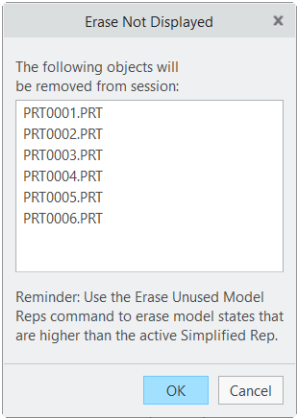 Erase Not Displayed
The following objects will
be removed from session:
PRT0001.PRT
PRT0002.PRT
PRT0003.PRT
PRT0004.PRT
PRT0005.PRT
PRT0006.PRT
Reminder: Use the Erase Unused Model
Reps command to erase model states that
are higher than the active Simplified Rep.
OK Cancel